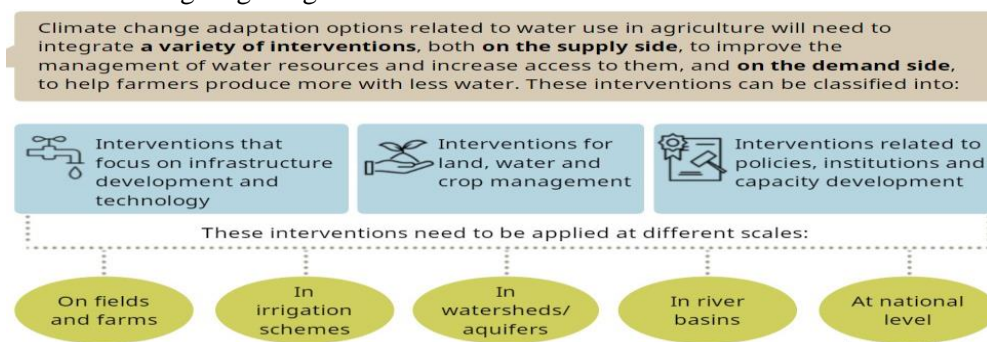 Climate change adaptation options related to water use in agriculture will need to
integrate a variety of interventions, both on the supply side, to improve the
management of water resources and increase access to them, and on the demand side,
to help farmers produce more with less water. These interventions can be classified into:
Interventions that
focus on infrastructure
development and
technology
Interventions for
land, water and
crop management
Interventions related to
policies, institutions and
capacity development
These interventions need to be applied at different scales:
On fields
and farms
In
irrigation
schemes
In
watersheds/
aquifers
In river
basins
At national
level